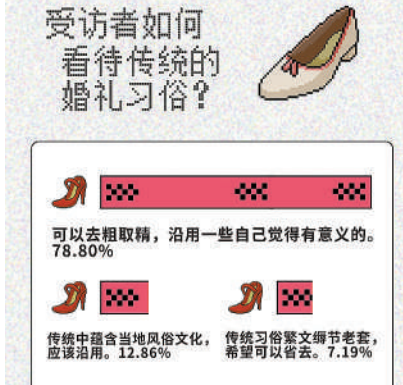 受访者如何
看待传统的
婚礼习俗?
可以去粗取精，沿用一些自己觉得有意义的。
78.80%
传统中蕴含当地风俗文化，
应该沿用。12.86%
传统习俗繁文缛节老套，
希望可以省去。7.19%